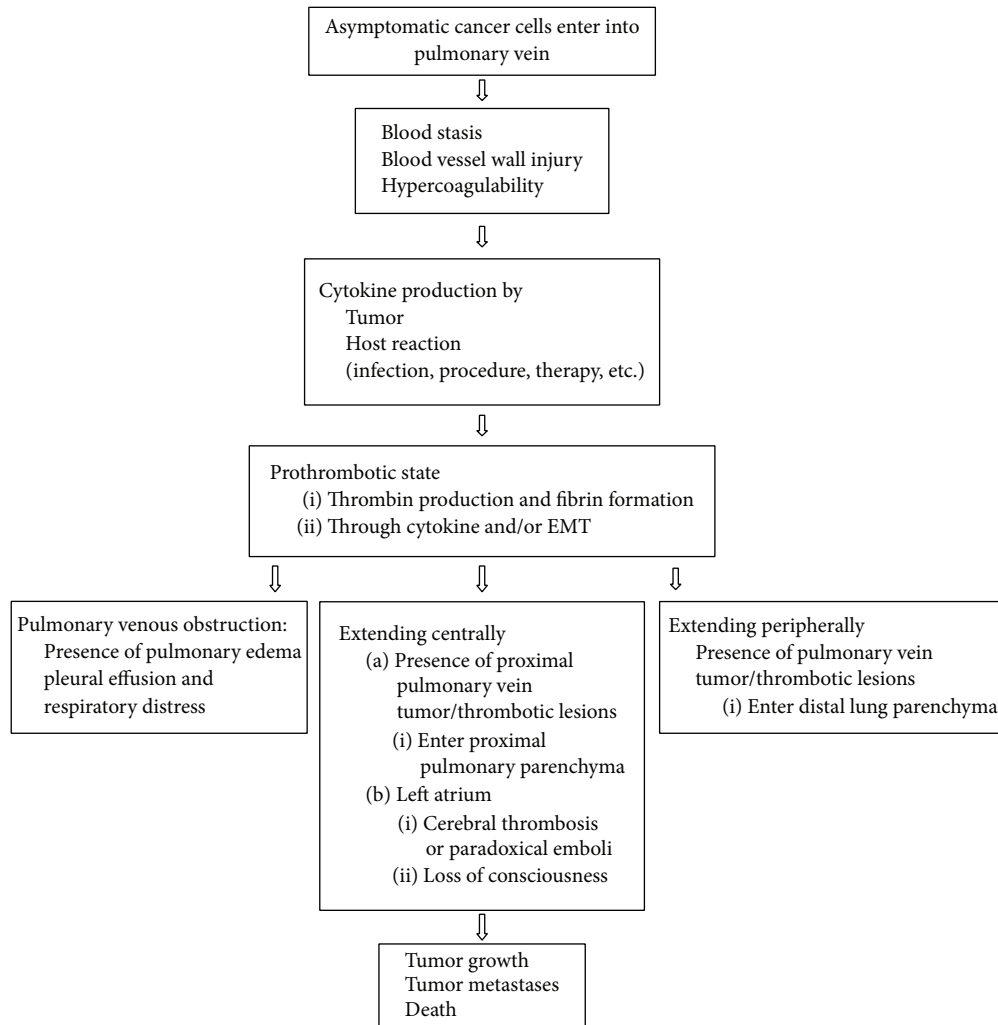 Asymptomatic cancer cells enter into
pulmonary vein
Blood stasis
Blood vessel wall injury
Hypercoagulability
Cytokine production by
Tumor
Host reaction
(infection, procedure, therapy, etc.)
Prothrombotic state
(i) Thrombin production and fibrin formation
(ii) Through cytokine and/or EMT
Pulmonary venous obstruction:
Presence of pulmonary edema
pleural effusion and
respiratory distress
Extending centrally
(a) Presence of proximal
pulmonary vein
tumor/thrombotic lesions
(i) Enter proximal
pulmonary parenchyma
(b) Left atrium
(i) Cerebral thrombosis
or paradoxical emboli
(ii) Loss of consciousness
Extending peripherally
Presence of pulmonary vein
tumor/thrombotic lesions
(i) Enter distal lung parenchyma
Tumor growth
Tumor metastases
Death